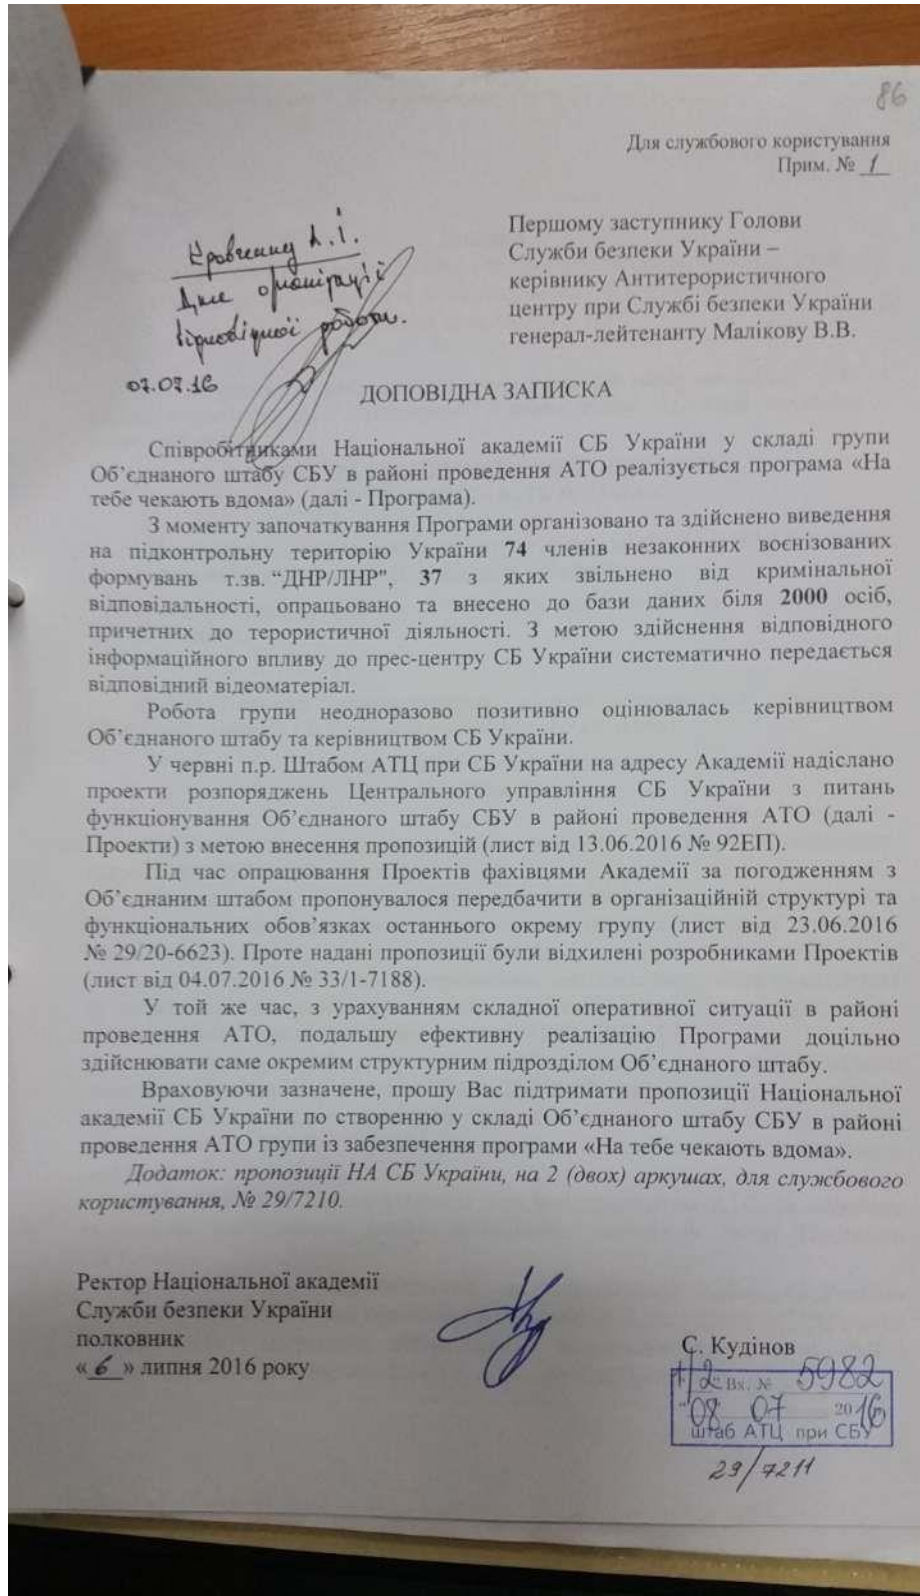 86
Для службового користування
Прим. № 1
Першому заступнику Голови
Служби безпеки України –
керівнику Антитерористичного
центру при Службі безпеки України
генерал-лейтенанту Малікову В.В.
Для організації
відповідної роботи.
07.07.16
ДОПОВІДНА ЗАПИСКА
Співробітниками Національної академії СБ України у складі групи
Об’єднаного штабу СБУ в районі проведення АТО реалізується програма «На
тебе чекають вдома» (далі - Програма).
З моменту започаткування Програми організовано та здійснено виведення
на підконтрольну територію України 74 членів незаконних воєнізованих
формувань т.зв. “ДНР/ЛНР", 37 з яких звільнено від кримінальної
відповідальності, опрацьовано та внесено до бази даних біля 2000 осіб,
причетних до терористичної діяльності. З метою здійснення відповідного
інформаційного впливу до прес-центру СБ України систематично передається
відповідний відеоматеріал.
Робота групи неодноразово позитивно оцінювалась керівництвом
Об’єднаного штабу та керівництвом СБ України.
У червні п.р. Штабом АТЦ при СБ України на адресу Академії надіслано
проекти розпоряджень Центрального управління СБ України з питань
функціонування Об’єднаного штабу СБУ в районі проведення АТО (далі -
Проекти) з метою внесення пропозицій (лист від 13.06.2016 № 92ЕП).
Під час опрацювання Проектів фахівцями Академії за погодженням з
Об’єднаним штабом пропонувалося передбачити в організаційній структурі та
функціональних обов’язках останнього окрему групу (лист від 23.06.2016
№ 29/20-6623). Проте надані пропозиції були відхилені розробниками Проектів
(лист від 04.07.2016 № 33/1-7188).
У той же час, з урахуванням складної оперативної ситуації в районі
проведення АТО, подальшу ефективну реалізацію Програми доцільно
здійснювати саме окремим структурним підрозділом Об’єднаного штабу.
Враховуючи зазначене, прошу Вас підтримати пропозиції Національної
академії СБ України по створенню у складі Об’єднаного штабу СБУ в районі
проведення АТО групи із забезпечення програми «На тебе чекають вдома».
Додаток: пропозиції НА СБ України, на 2 (двох) аркушах, для службового
користування, № 29/7210.
Ректор Національної академії
Служби безпеки України
полковник
«6» липня 2016 року
С. Кудінов
Вх. № 5982
"08" 07 2016
штаб АТЦ при СБУ
29/7211